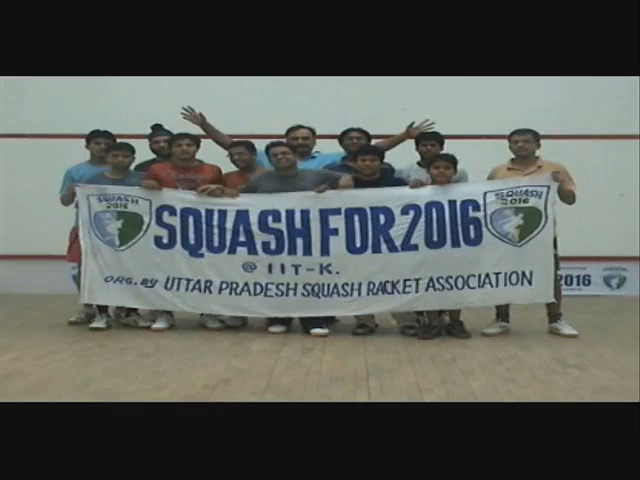 SQUASH
2016
SQUASH FOR 2016
SQUASH
2016
@ IIT-K.
ORG. BY UTTAR PRADESH SQUASH RACKET ASSOCIATION
2016